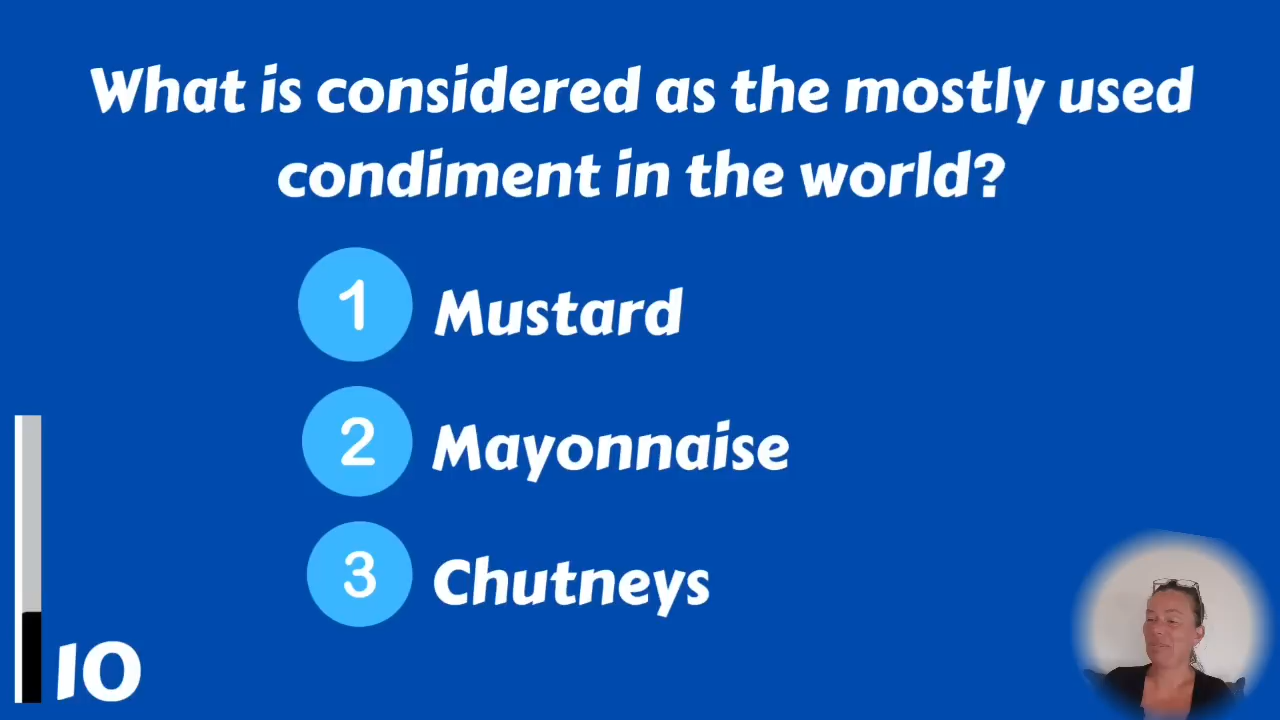 What is considered as the mostly used
condiment in the world?
1 Mustard
2 Mayonnaise
3 Chutneys
10